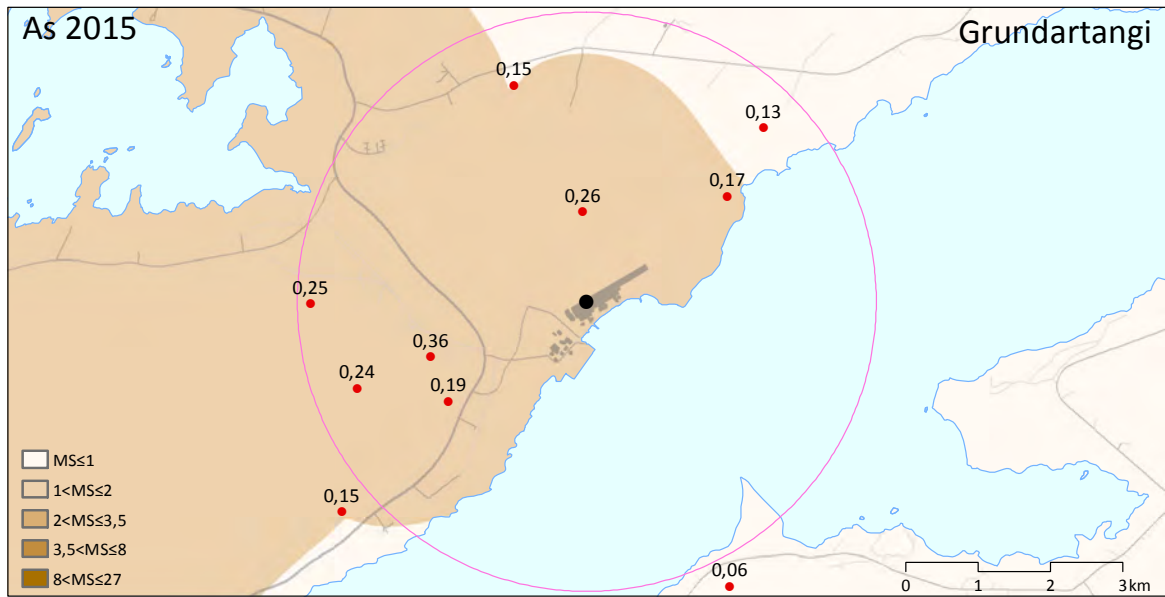 As 2015
Grundartangi
0,15
0,13
0,17
0,26
0,25
0,36
0,24
0,19
0,15
0,06
MS≤1
1<MS≤2
2<MS≤3,5
3,5<MS≤8
8<MS≤27
0 1 2 3 km